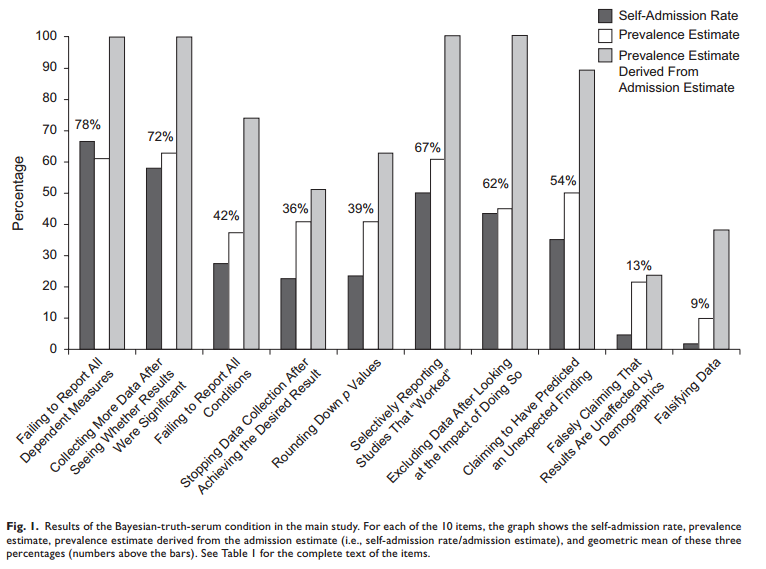 Self-Admission Rate
Prevalence Estimate
Prevalence Estimate
Derived From
Admission Estimate
Percentage
100
90
80
70
60
50
40
30
20
10
0
78%
72%
42%
36%
39%
67%
62%
54%
13%
9%
Failing to Report All
Dependent Measures
Collecting More Data After
Seeing Whether Results
Were Significant
Failing to Report All
Conditions
Stopping Data Collection After
Achieving the Desired Result
Rounding Down p Values
Selectively Reporting
Studies That "Worked"
Excluding Data After Looking
at the Impact of Doing So
Claiming to Have Predicted
an Unexpected Finding
Falsely Claiming That
Results Are Unaffected by
Demographics
Falsifying Data
Fig. 1. Results of the Bayesian-truth-serum condition in the main study. For each of the 10 items, the graph shows the self-admission rate, prevalence
estimate, prevalence estimate derived from the admission estimate (i.e., self-admission rate/admission estimate), and geometric mean of these three
percentages (numbers above the bars). See Table 1 for the complete text of the items.